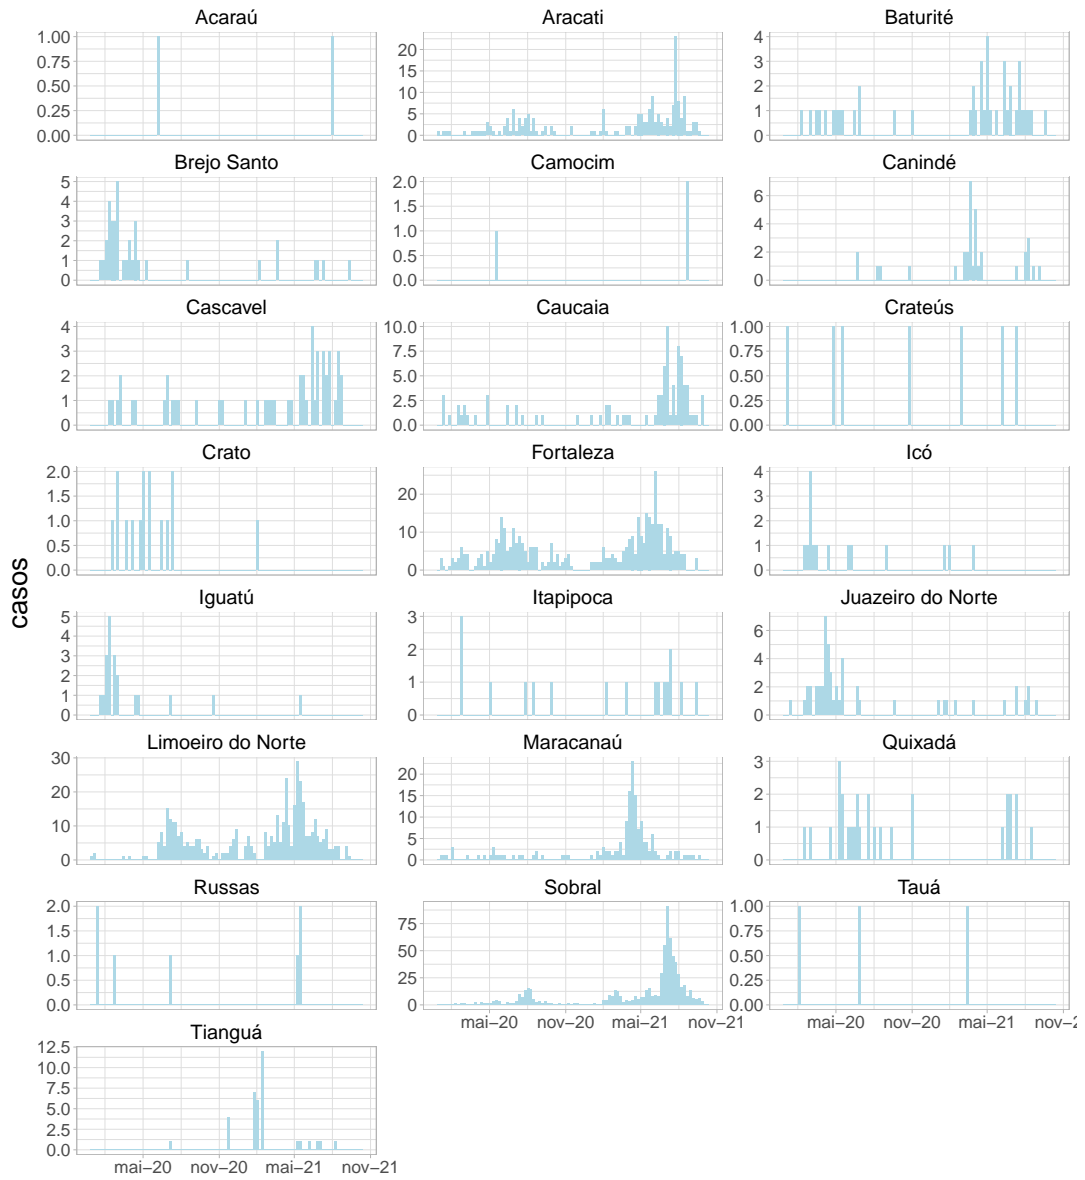 Acaraú Aracati Baturité
1.00 0.75 0.50 0.25 0.00
20 15 10 5 0
4 3 2 1 0
Brejo Santo Camocim Canindé
5 4 3 2 1 0
2.0 1.5 1.0 0.5 0.0
6 4 2 0
Cascavel Caucaia Crateús
4 3 2 1 0
10.0 7.5 5.0 2.5 0.0
1.00 0.75 0.50 0.25 0.00
Crato Fortaleza Icó
2.0 1.5 1.0 0.5 0.0
20 10 0
4 3 2 1 0
casos
Iguatú Itapipoca Juazeiro do Norte
5 4 3 2 1 0
3 2 1 0
6 4 2 0
Limoeiro do Norte Maracanaú Quixadá
30 20 10 0
20 15 10 5 0
3 2 1 0
Russas Sobral Tauá
2.0 1.5 1.0 0.5 0.0
75 50 25 0
1.00 0.75 0.50 0.25 0.00
mai−20 nov−20 mai−21 nov−21 mai−20 nov−20 mai−21
Tianguá
12.5 10.0 7.5 5.0 2.5 0.0
mai−20 nov−20 mai−21 nov−21